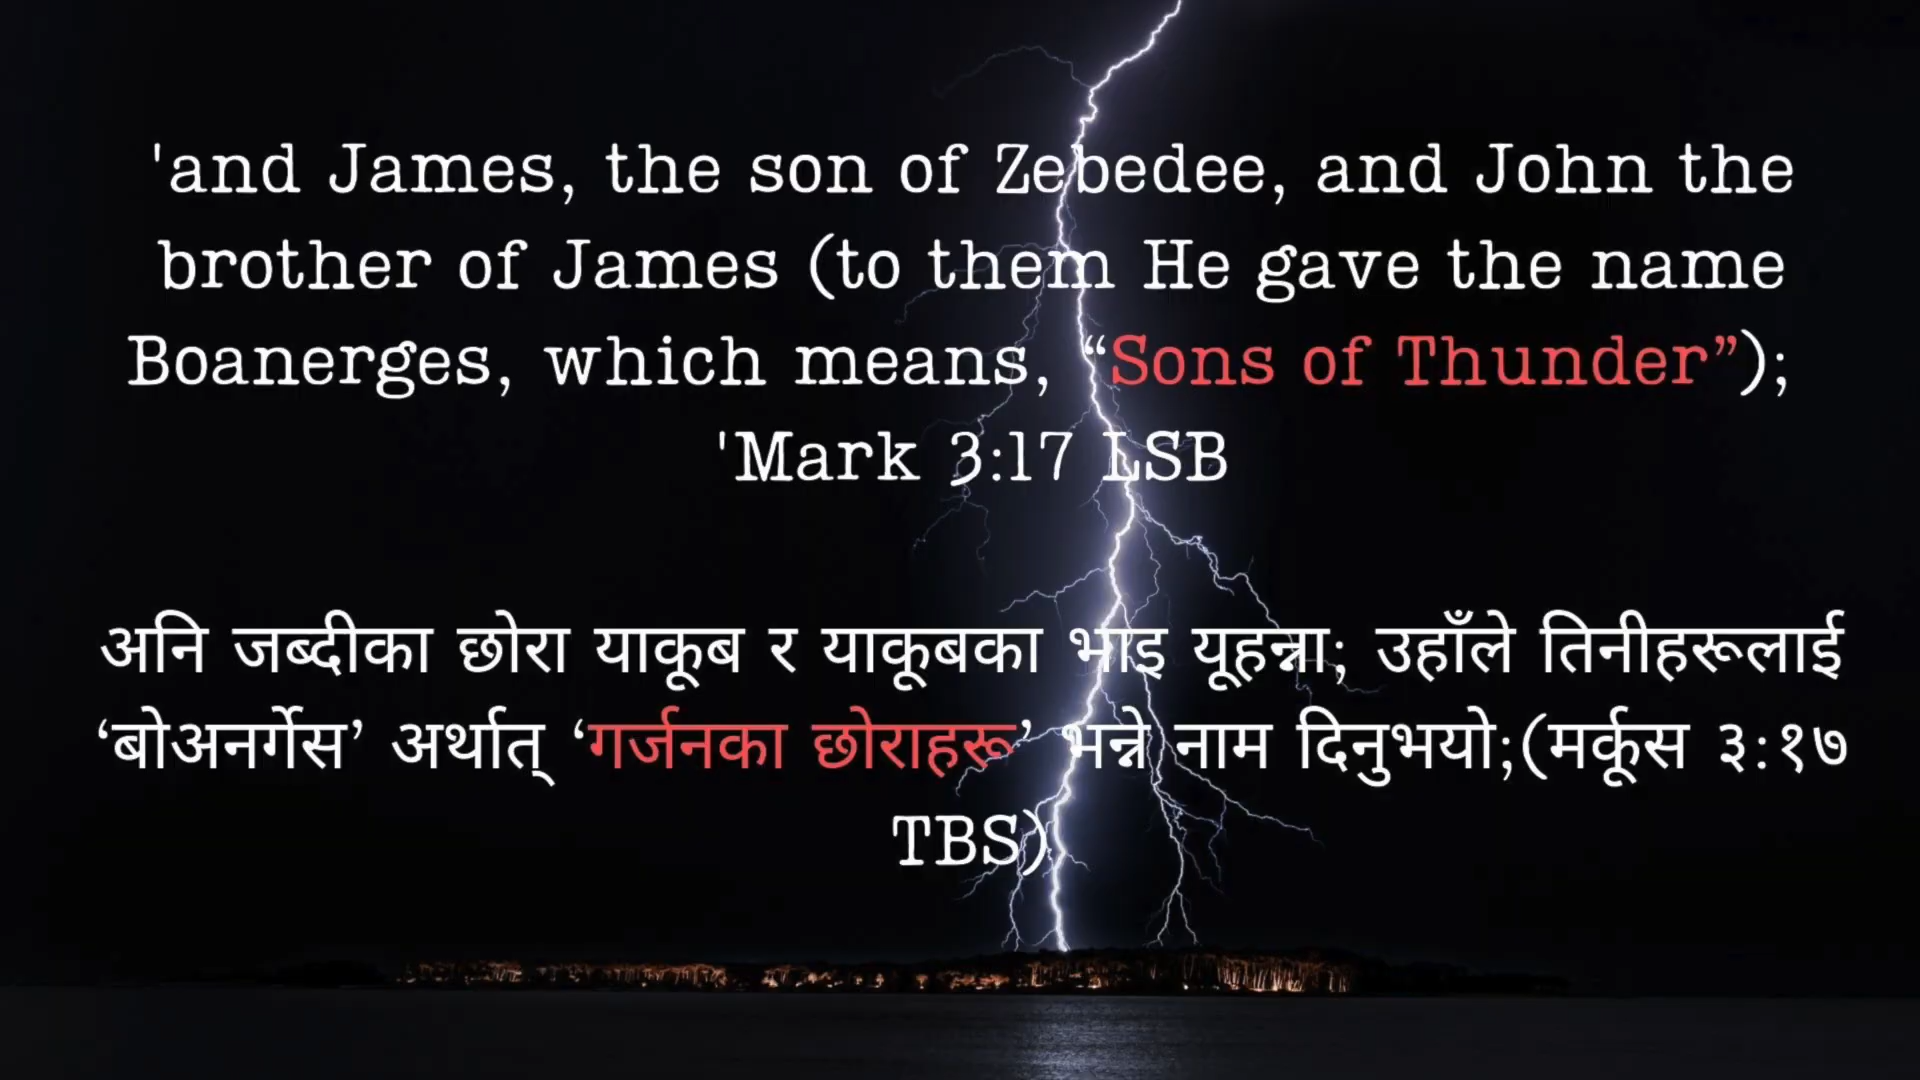 'and James, the son of Zebedee, and John the
brother of James (to them He gave the name
Boanerges, which means, “Sons of Thunder”);
'Mark 3:17 LSB
अनि जब्दीका छोरा याकूब र याकूबका भाइ यूहन्ना; उहाँले तिनीहरूलाई
‘बोअनर्गेस’ अर्थात् ‘गर्जनका छोराहरू’ भन्ने नाम दिनुभयो;(मर्कूस ३:१७
TBS)